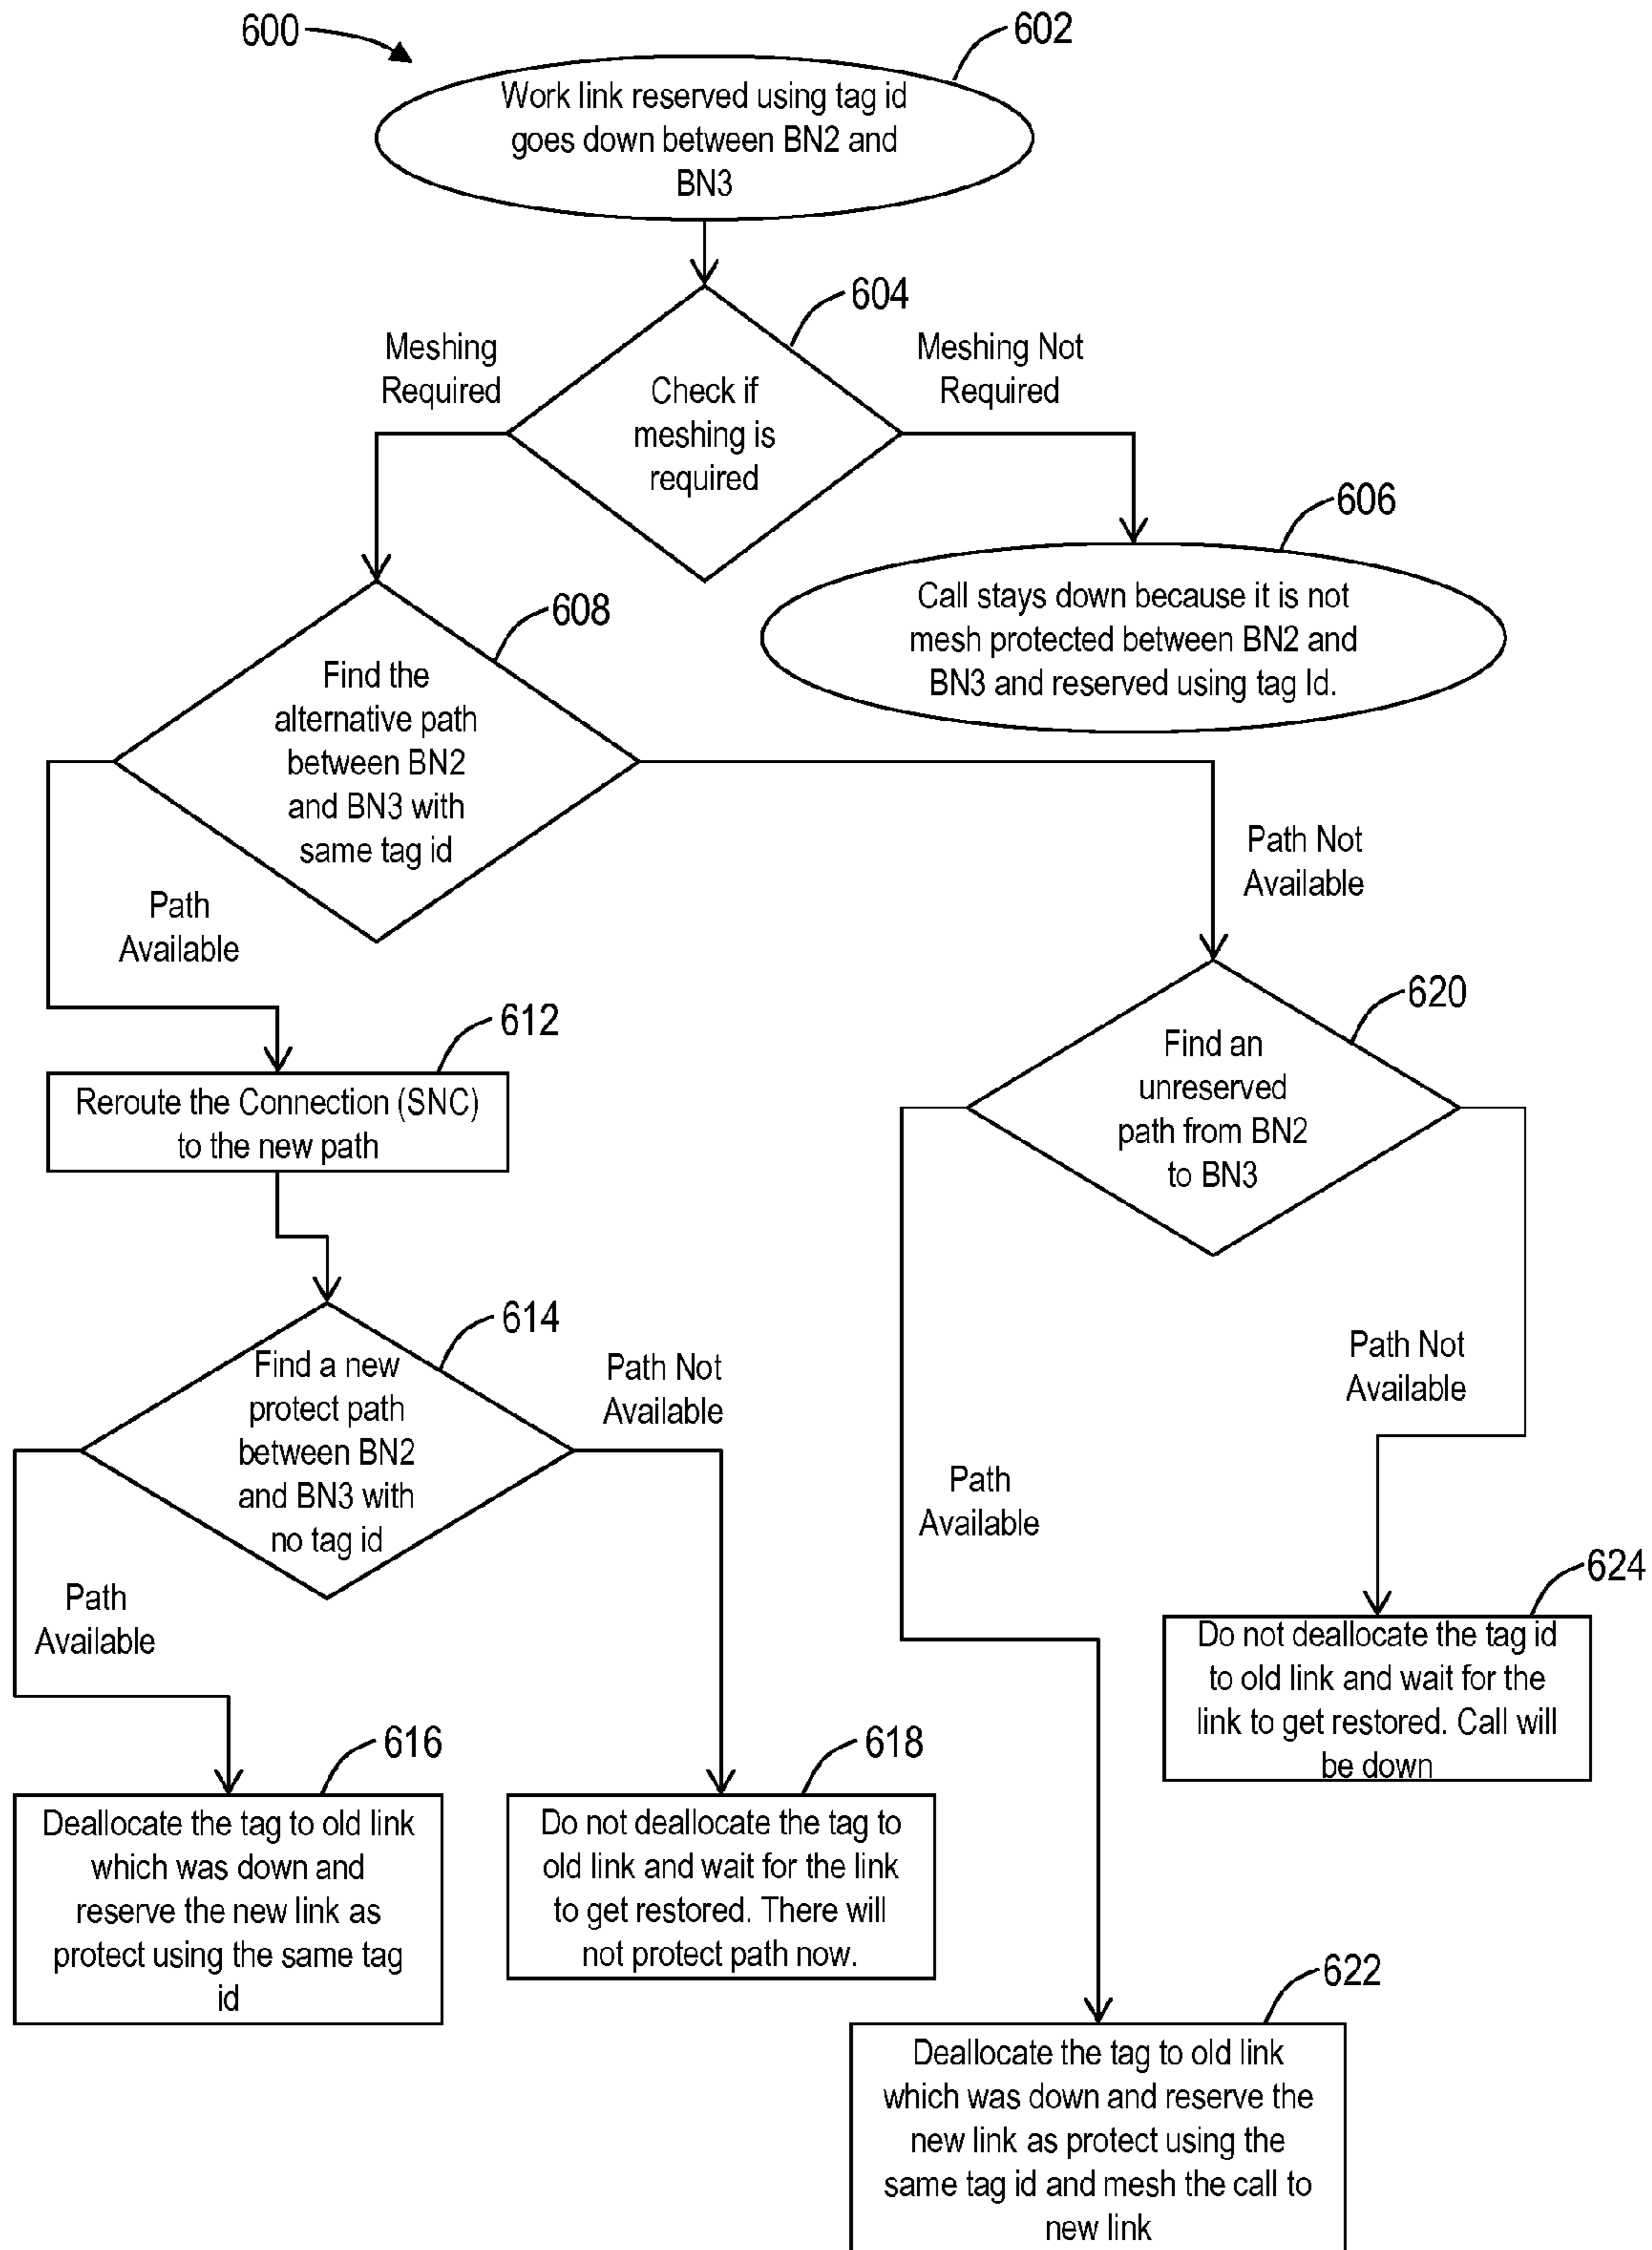 600
602
Work link reserved using tag id
goes down between BN2 and
BN3
604
Meshing
Required
Meshing Not
Required
Check if
meshing is
required
606
Call stays down because it is not
mesh protected between BN2 and
BN3 and reserved using tag Id.
608
Find the
alternative path
between BN2
and BN3 with
same tag id
Path Not
Available
Path
Available
620
Find an
unreserved
path from BN2
to BN3
612
Reroute the Connection (SNC)
to the new path
614
Find a new
protect path
between BN2
and BN3 with
no tag id
Path Not
Available
Path Not
Available
Path
Available
Path
Available
624
Do not deallocate the tag id
to old link and wait for the
link to get restored. Call will
be down
616
Deallocate the tag to old link
which was down and
reserve the new link as
protect using the same tag
id
618
Do not deallocate the tag to
old link and wait for the link
to get restored. There will
not protect path now.
622
Deallocate the tag to old link
which was down and reserve the
new link as protect using the
same tag id and mesh the call to
new link